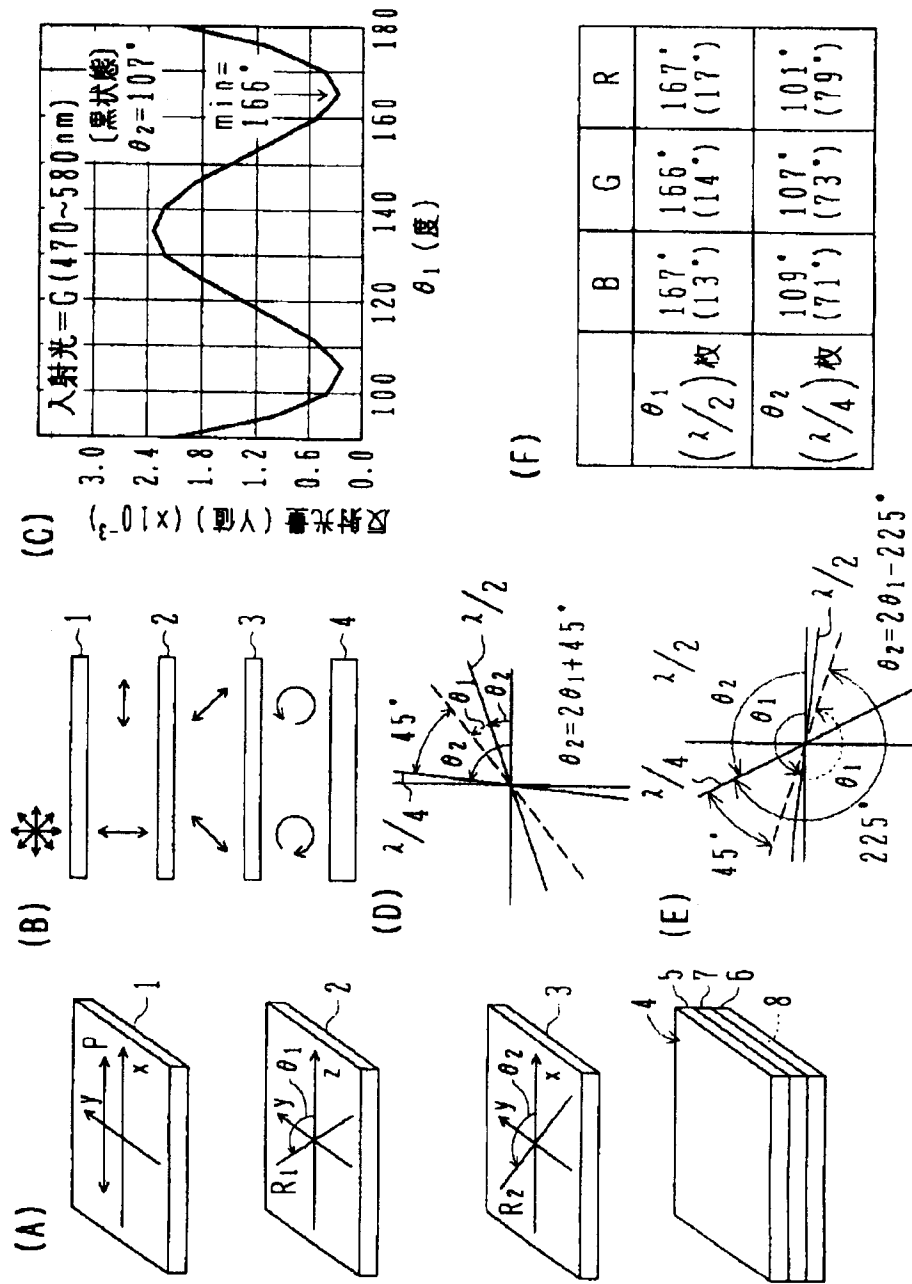 (A)
y
P
x
1
R₁
y
θ₁
z
2
R₂
y
θ₂
x
3
4
5
7
6
8
(B)
1
2
3
4
(C)
入射光=G(470~580nm)
(黒状態)
θ₂=107°
min=
166°
反射光量(Y値)(×10⁻³)
3.0
2.4
1.8
1.2
0.6
0.0
100
120
140
160
180
θ₁(度)
(D)
λ/4
45°
θ₂
θ₁
λ/2
θ₂
θ₂=2θ₁+45°
(E)
λ/4
λ/2
45°
θ₂
θ₁
θ₁
225°
λ/2
θ₂=2θ₁-225°
(F)
B G R
θ₁ (λ/2)枚 167° (13°) 166° (14°) 167° (17°)
θ₂ (λ/4)枚 109° (71°) 107° (73°) 101° (79°)